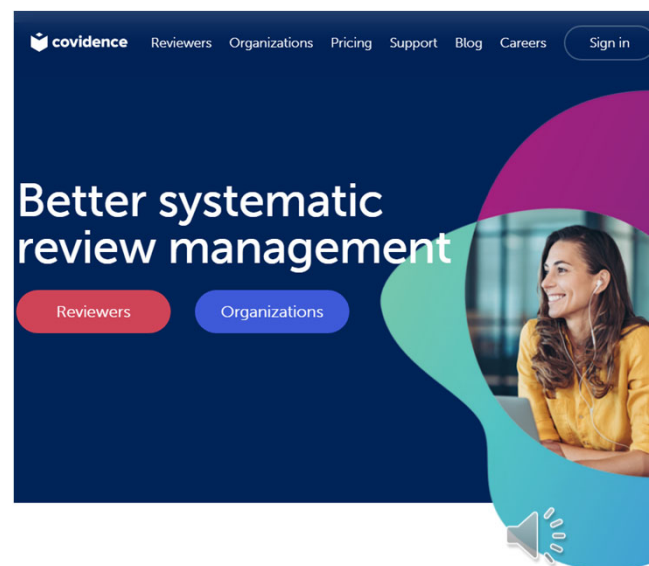 covidence Reviewers Organizations Pricing Support Blog Careers Sign in
Better systematic
review management
Reviewers Organizations